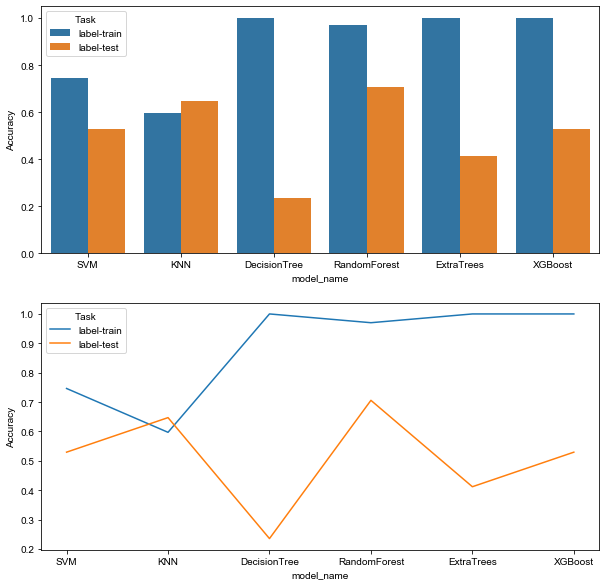 Task
label-train
label-test
Accuracy
1.0
0.8
0.6
0.4
0.2
0.0
SVM KNN DecisionTree RandomForest ExtraTrees XGBoost
model_name
Task
label-train
label-test
Accuracy
1.0
0.9
0.8
0.7
0.6
0.5
0.4
0.3
0.2
SVM KNN DecisionTree RandomForest ExtraTrees XGBoost
model_name